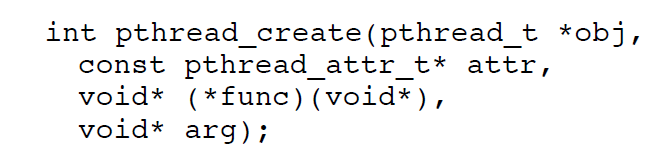 int pthread_create(pthread_t *obj,
const pthread_attr_t* attr,
void* (*func)(void*),
void* arg);